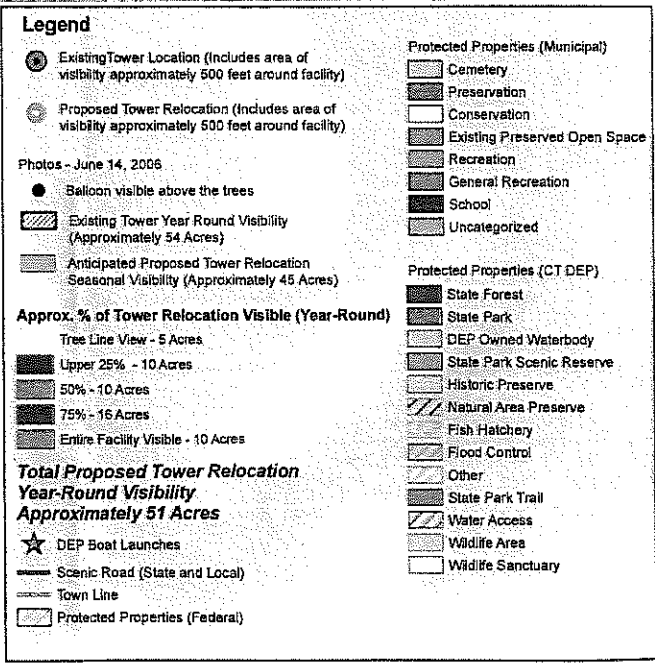 Legend
ExistingTower Location (Includes area of
visibility approximately 500 feet around facility)
Proposed Tower Relocation (Includes area of
visibility approximately 500 feet around facility)
Photos - June 14, 2006
Balloon visible above the trees
Existing Tower Year Round Visibility
(Approximately 54 Acres)
Anticipated Proposed Tower Relocation
Seasonal Visibility (Approximately 45 Acres)
Approx. % of Tower Relocation Visible (Year-Round)
Tree Line View - 5 Acres
Upper 25% - 10 Acres
50% - 10 Acres
75% - 16 Acres
Entire Facility Visible - 10 Acres
Total Proposed Tower Relocation
Year-Round Visibility
Approximately 51 Acres
DEP Boat Launches
Scenic Road (State and Local)
Town Line
Protected Properties (Federal)
Protected Properties (Municipal)
Cemetery
Preservation
Conservation
Existing Preserved Open Space
Recreation
General Recreation
School
Uncategorized
Protected Properties (CT DEP)
State Forest
State Park
DEP Owned Waterbody
State Park Scenic Reserve
Historic Preserve
Natural Area Preserve
Fish Hatchery
Flood Control
Other
State Park Trail
Water Access
Wildlife Area
Wildlife Sanctuary